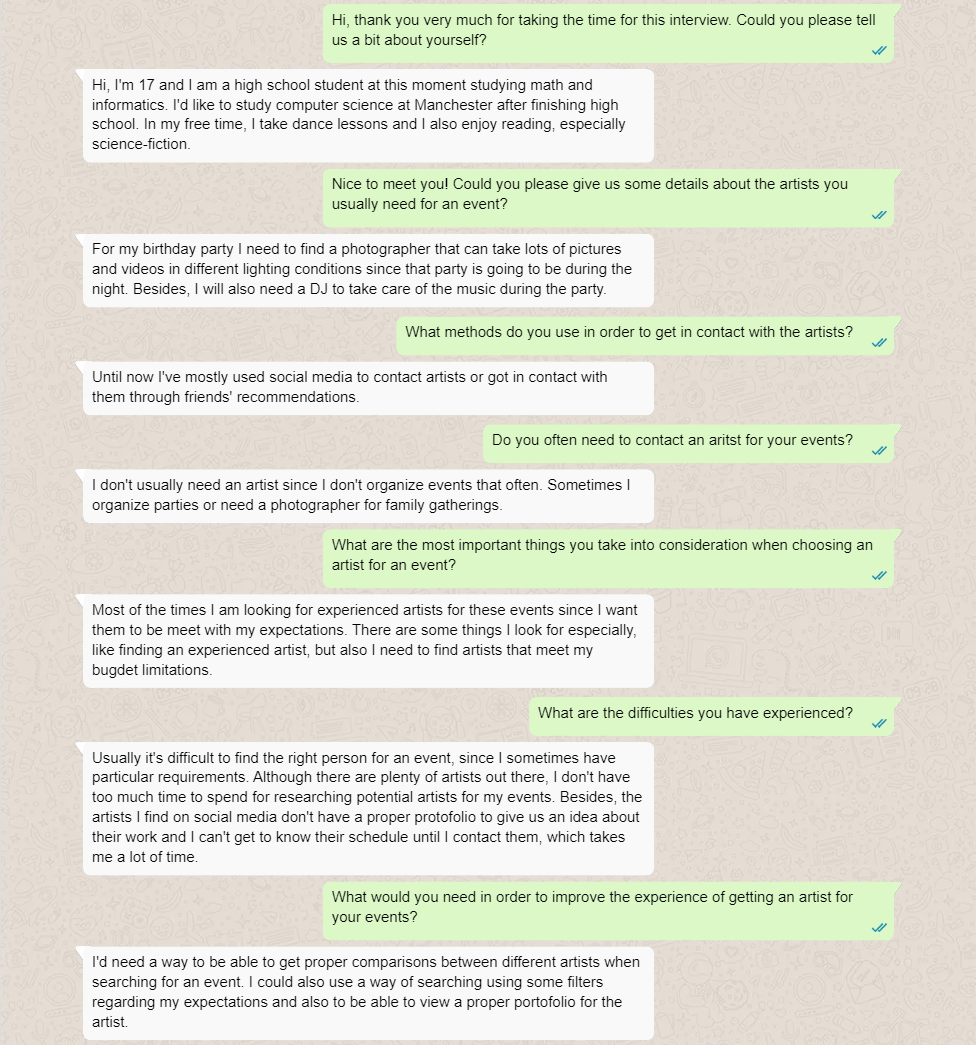 Hi, thank you very much for taking the time for this interview. Could you please tell
us a bit about yourself?
Hi, I'm 17 and I am a high school student at this moment studying math and
informatics. I'd like to study computer science at Manchester after finishing high
school. In my free time, I take dance lessons and I also enjoy reading, especially
science-fiction.
Nice to meet you! Could you please give us some details about the artists you
usually need for an event?
For my birthday party I need to find a photographer that can take lots of pictures
and videos in different lighting conditions since that party is going to be during the
night. Besides, I will also need a DJ to take care of the music during the party.
What methods do you use in order to get in contact with the artists?
Until now I've mostly used social media to contact artists or got in contact with
them through friends' recommendations.
Do you often need to contact an aritst for your events?
I don't usually need an artist since I don't organize events that often. Sometimes I
organize parties or need a photographer for family gatherings.
What are the most important things you take into consideration when choosing an
artist for an event?
Most of the times I am looking for experienced artists for these events since I want
them to be meet with my expectations. There are some things I look for especially,
like finding an experienced artist, but also I need to find artists that meet my
bugdet limitations.
What are the difficulties you have experienced?
Usually it's difficult to find the right person for an event, since I sometimes have
particular requirements. Although there are plenty of artists out there, I don't have
too much time to spend for researching potential artists for my events. Besides, the
artists I find on social media don't have a proper protofolio to give us an idea about
their work and I can't get to know their schedule until I contact them, which takes
me a lot of time.
What would you need in order to improve the experience of getting an artist for
your events?
I'd need a way to be able to get proper comparisons between different artists when
searching for an event. I could also use a way of searching using some filters
regarding my expectations and also to be able to view a proper portofolio for the
artist.